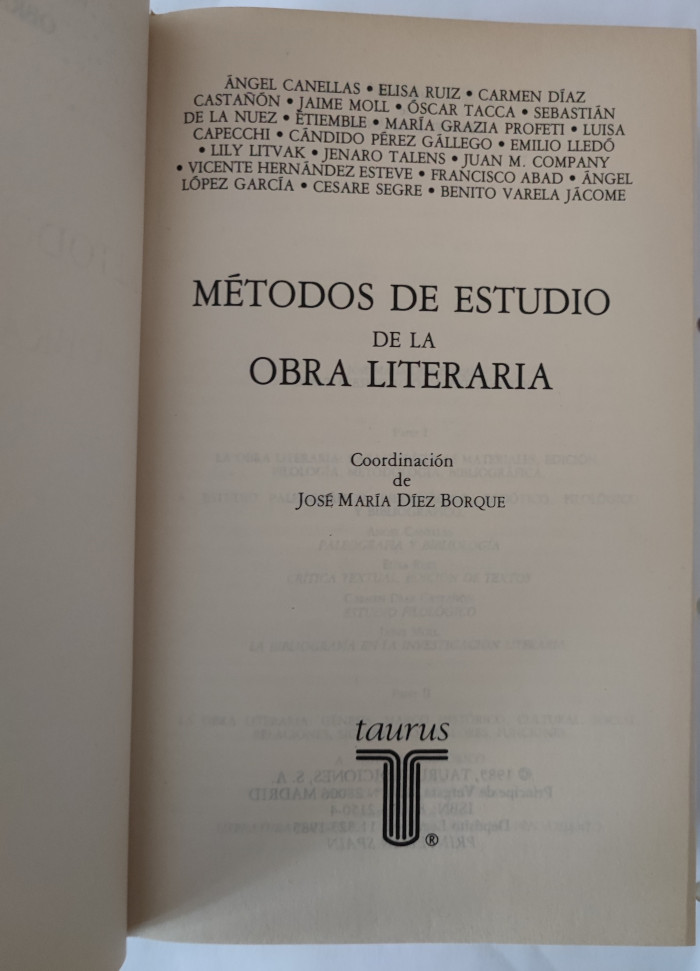 ÁNGEL CANELLAS • ELISA RUIZ • CARMEN DÍAZ
CASTAÑÓN • JAIME MOLL • ÓSCAR TACCA • SEBASTIÁN
DE LA NUEZ • ÉTIEMBLE • MARÍA GRAZIA PROFETI • LUISA
CAPECCHI • CÁNDIDO PÉREZ GÁLLEGO • EMILIO LLEDÓ
• LILY LITVAK • JENARO TALENS • JUAN M. COMPANY
• VICENTE HERNÁNDEZ ESTEVE • FRANCISCO ABAD • ÁNGEL
LÓPEZ GARCÍA • CESARE SEGRE • BENITO VARELA JÁCOME
MÉTODOS DE ESTUDIO
DE LA
OBRA LITERARIA
Coordinación
de
JOSÉ MARÍA DÍEZ BORQUE
taurus
®